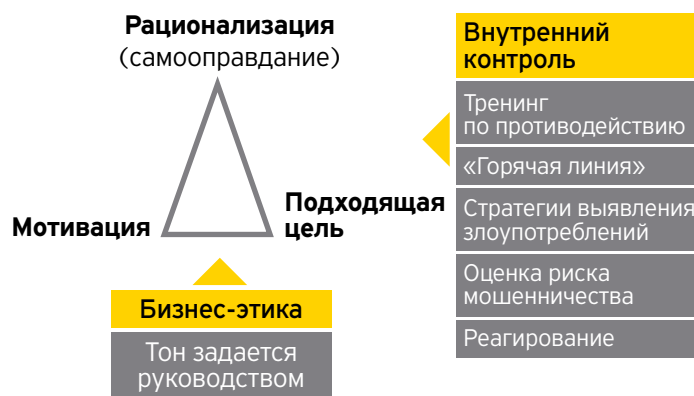 Рационализация
(самооправдание)
Мотивация
Подходящая
цель
Бизнес-этика
Тон задается
руководством
Внутренний
контроль
Тренинг
по противодействию
«Горячая линия»
Стратегии выявления
злоупотреблений
Оценка риска
мошенничества
Реагирование